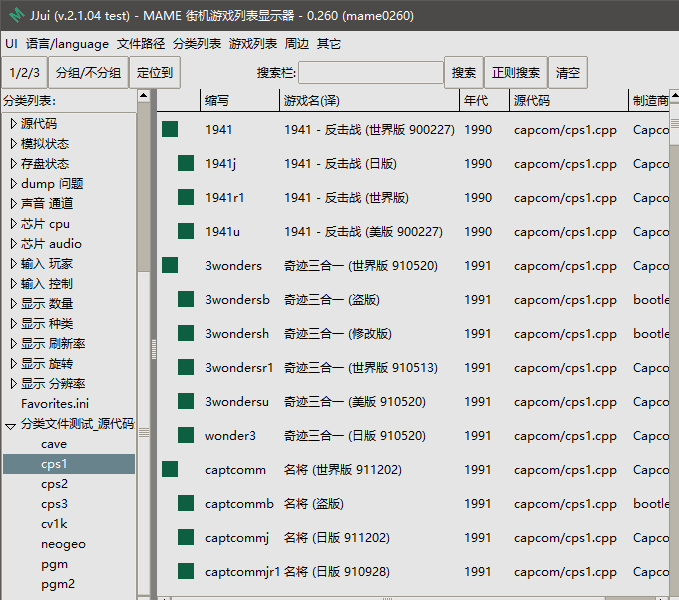 JJui (v.2.1.04 test) - MAME 街机游戏列表显示器 - 0.260 (mame0260)
UI 语言/language 文件路径 分类列表 游戏列表 周边 其它
1/2/3 分组/不分组 定位到 搜索栏: 搜索 正则搜索 清空
分类列表:
源代码
模拟状态
存盘状态
dump 问题
声音 通道
芯片 cpu
芯片 audio
输入 玩家
输入 控制
显示 数量
显示 种类
显示 刷新率
显示 旋转
显示 分辨率
Favorites.ini
分类文件测试_源代码
cave
cps1
cps2
cps3
cv1k
neogeo
pgm
pgm2
缩写 游戏名(译) 年代 源代码 制造商
1941 1941 - 反击战 (世界版 900227) 1990 capcom/cps1.cpp Capco
1941j 1941 - 反击战 (日版) 1990 capcom/cps1.cpp Capco
1941r1 1941 - 反击战 (世界版) 1990 capcom/cps1.cpp Capco
1941u 1941 - 反击战 (美版 900227) 1990 capcom/cps1.cpp Capco
3wonders 奇迹三合一 (世界版 910520) 1991 capcom/cps1.cpp Capco
3wondersb 奇迹三合一 (盗版) 1991 capcom/cps1.cpp bootle
3wondersh 奇迹三合一 (修改版) 1991 capcom/cps1.cpp bootle
3wondersr1 奇迹三合一 (世界版 910513) 1991 capcom/cps1.cpp Capco
3wondersu 奇迹三合一 (美版 910520) 1991 capcom/cps1.cpp Capco
wonder3 奇迹三合一 (日版 910520) 1991 capcom/cps1.cpp Capco
captcomm 名将 (世界版 911202) 1991 capcom/cps1.cpp Capco
captcommb 名将 (盗版) 1991 capcom/cps1.cpp bootle
captcommj 名将 (日版 911202) 1991 capcom/cps1.cpp Capco
captcommjr1 名将 (日版 910928) 1991 capcom/cps1.cpp Capco